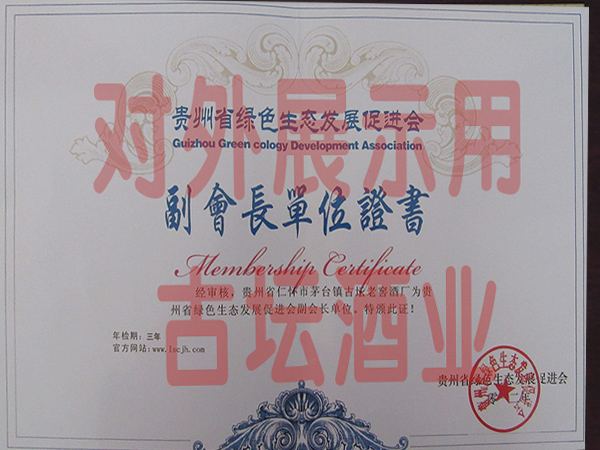 对外展示用
贵州省绿色生态发展促进会
Guizhou Green cology Development Association
副會長單位證書
Membership Certificate
经审核，贵州省仁怀市茅台镇古坛老窖酒厂为贵
州省绿色生态发展促进会副会长单位。特颁此证！
古坛酒业
年检期：三年
官方网站:www.lscjh.com
贵州省绿色生态发展促进会